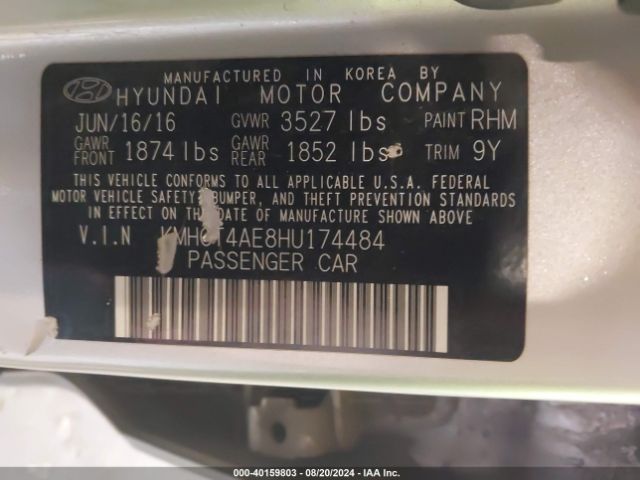 MANUFACTURED IN KOREA BY
HYUNDAI MOTOR COMPANY
JUN/16/16 GVWR 3527 lbs PAINT RHM
GAWR FRONT 1874 lbs GAWR REAR 1852 lbs TRIM 9Y
THIS VEHICLE CONFORMS TO ALL APPLICABLE U.S.A. FEDERAL
MOTOR VEHICLE SAFETY, BUMPER, AND THEFT PREVENTION STANDARDS
IN EFFECT ON THE DATE OF MANUFACTURE SHOWN ABOVE
V.I.N KMHCT4AE8HU174484
PASSENGER CAR
000-40159803 - 08/20/2024 - IAA Inc.